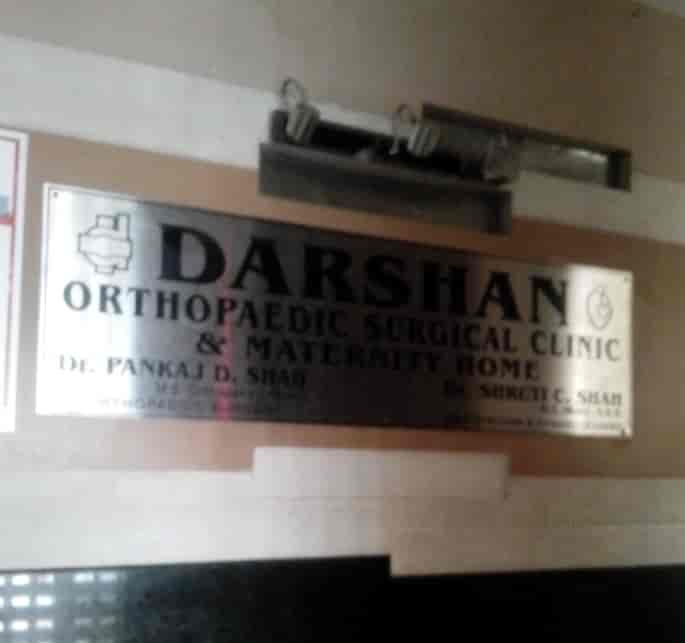 DARSHAN
ORTHOPAEDIC SURGICAL CLINIC
& MATERNITY HOME
Dr. PANKAJ D. SHAH
Dr. SHRUTI C. SHAH